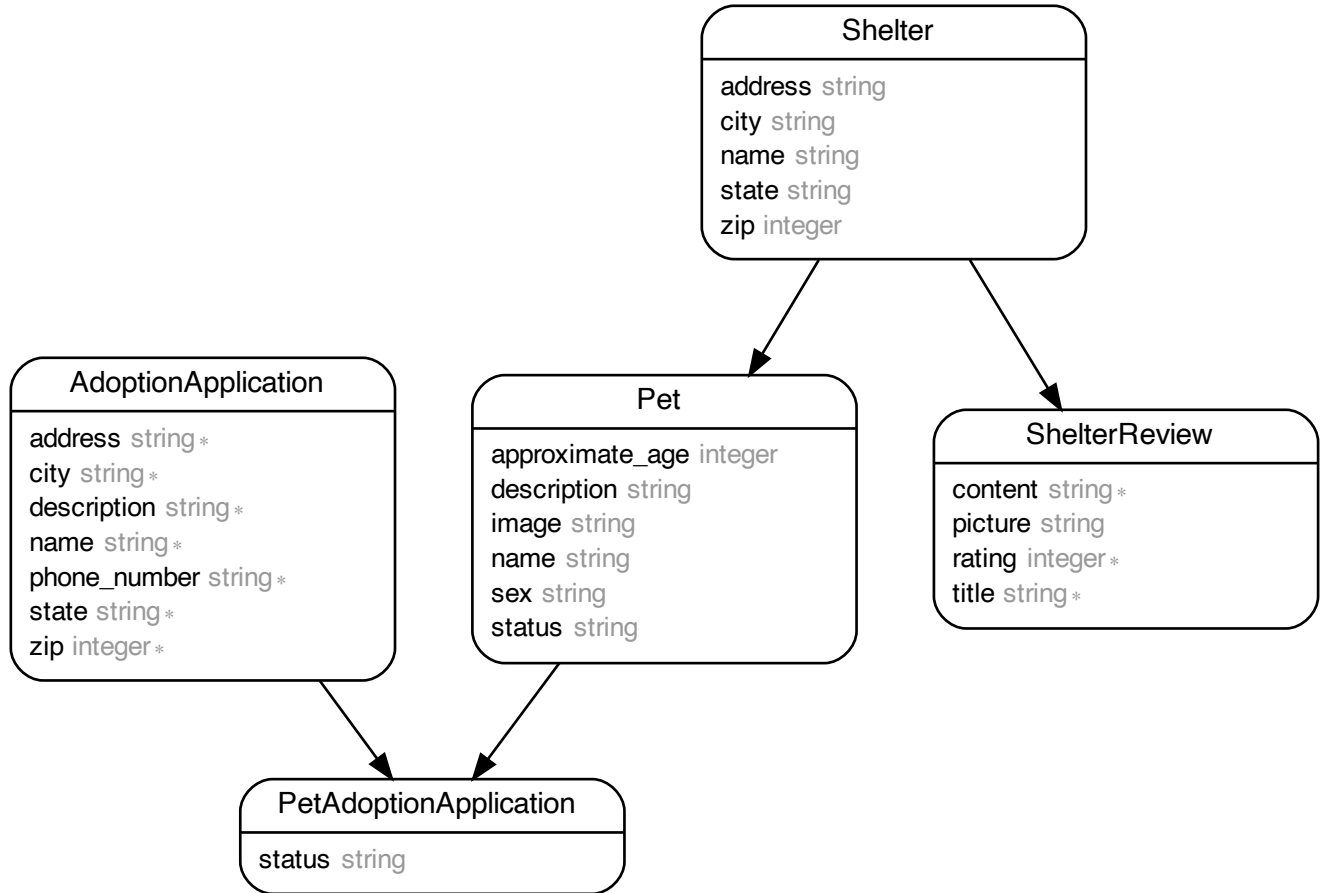 Shelter
address string
city string
name string
state string
zip integer
AdoptionApplication
address string *
city string *
description string *
name string *
phone_number string *
state string *
zip integer *
Pet
approximate_age integer
description string
image string
name string
sex string
status string
ShelterReview
content string *
picture string
rating integer *
title string *
PetAdoptionApplication
status string